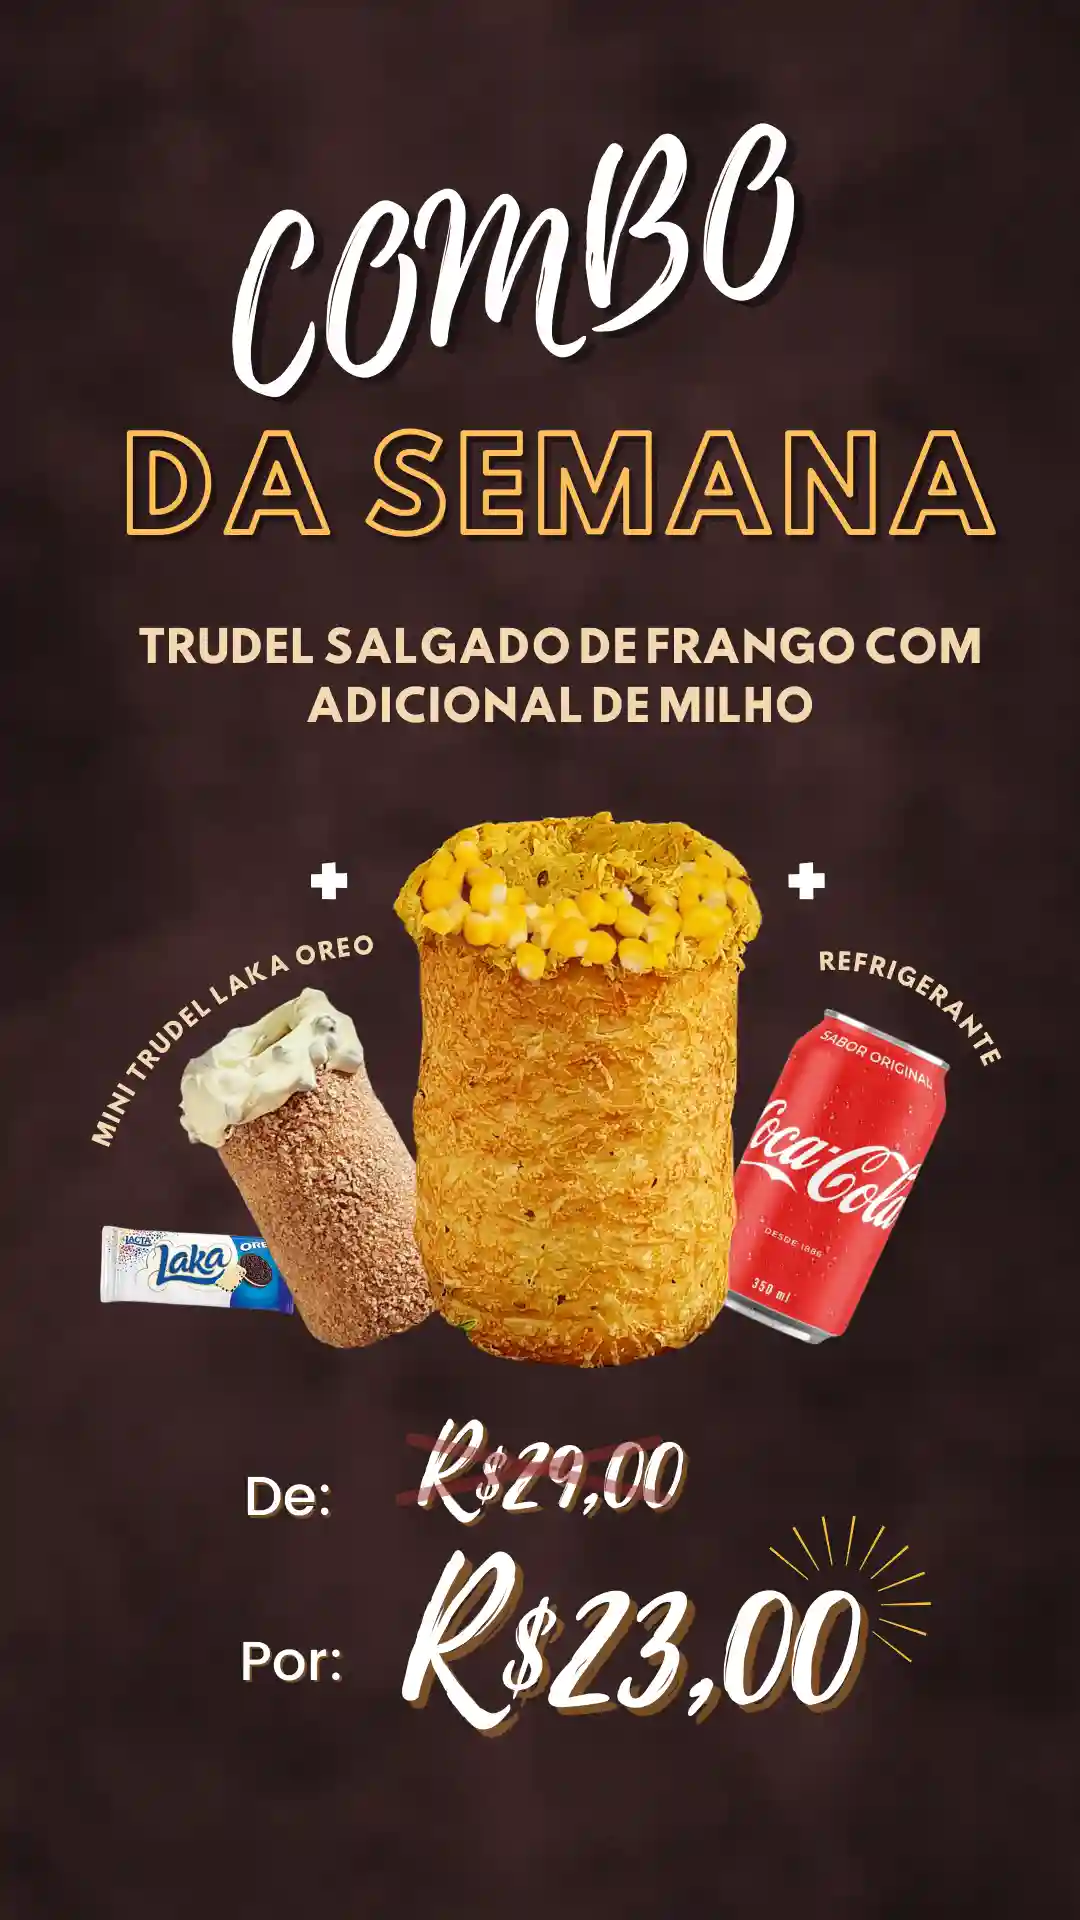 COMBO
DA SEMANA
TRUDEL SALGADO DE FRANGO COM
ADICIONAL DE MILHO
+
+
MINI TRUDEL LAKA OREO
REFRIGERANTE
SABOR ORIGINAL
Coca-Cola
DESDE 1886
350 ml
LACTA
Laka
ORE
De:
R$29,00
Por:
R$23,00